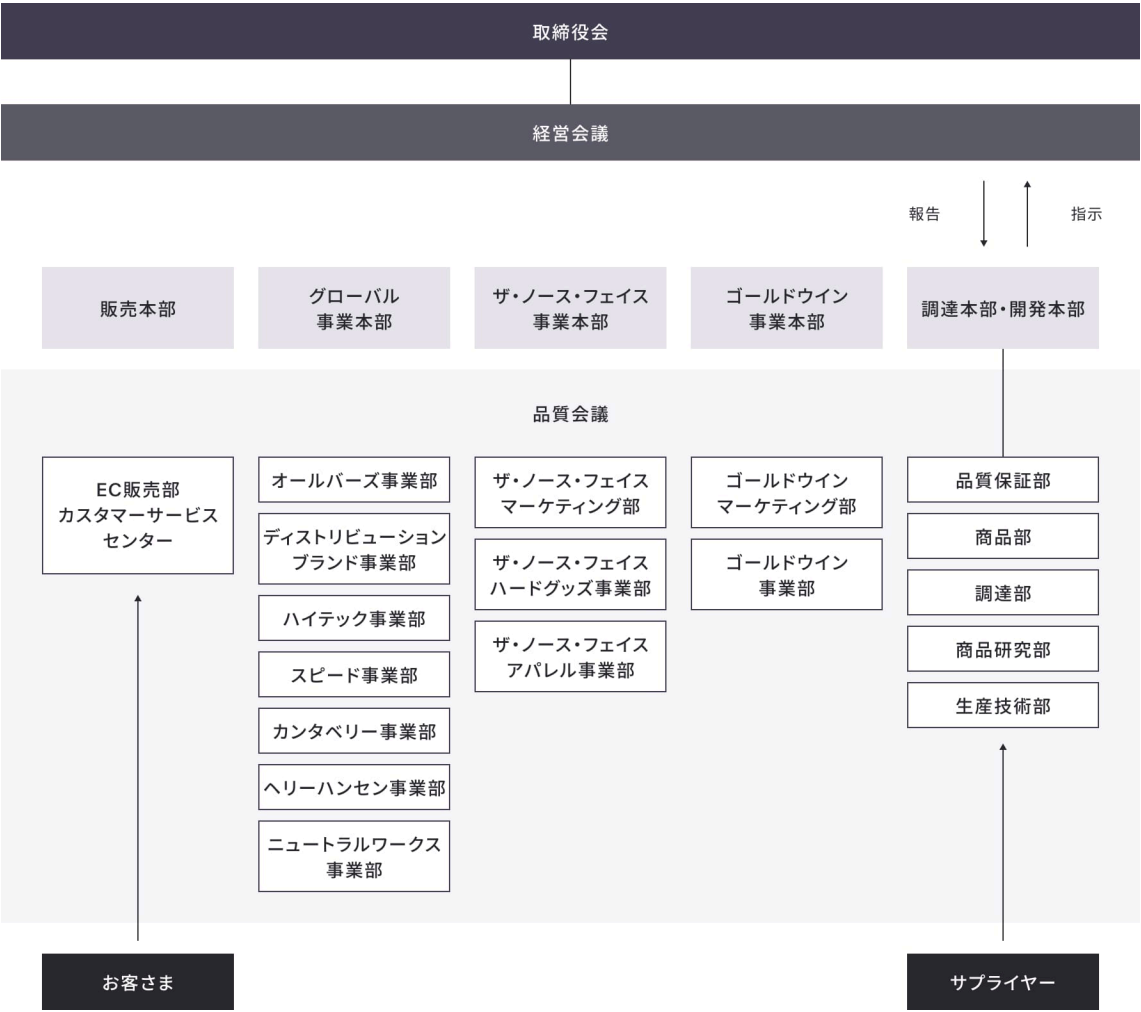 取締役会
経営会議
報告
指示
販売本部
グローバル
事業本部
ザ・ノース・フェイス
事業本部
ゴールドウイン
事業本部
調達本部・開発本部
品質会議
EC販売部
カスタマーサービス
センター
オールバーズ事業部
ディストリビューション
ブランド事業部
ハイテック事業部
スピード事業部
カンタベリー事業部
ヘリーハンセン事業部
ニュートラルワークス
事業部
ザ・ノース・フェイス
マーケティング部
ザ・ノース・フェイス
ハードグッズ事業部
ザ・ノース・フェイス
アパレル事業部
ゴールドウイン
マーケティング部
ゴールドウイン
事業部
品質保証部
商品部
調達部
商品研究部
生産技術部
お客さま
サプライヤー